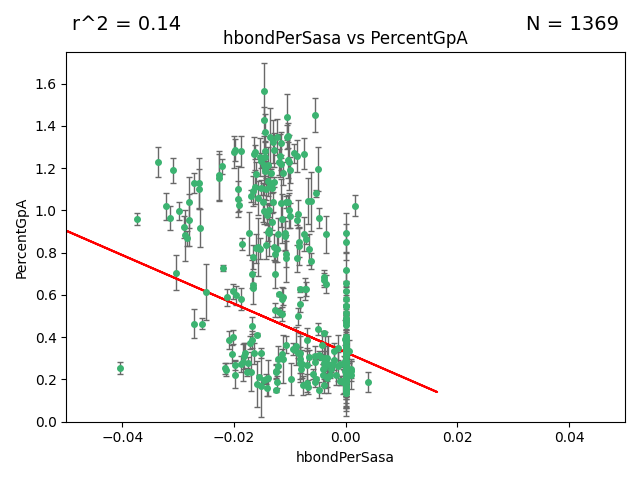 r^2 = 0.14
N = 1369
hbondPerSasa vs PercentGpA
1.6
1.4
1.2
1.0
0.8
0.6
0.4
0.2
0.0
PercentGpA
−0.04
−0.02
0.00
0.02
0.04
hbondPerSasa